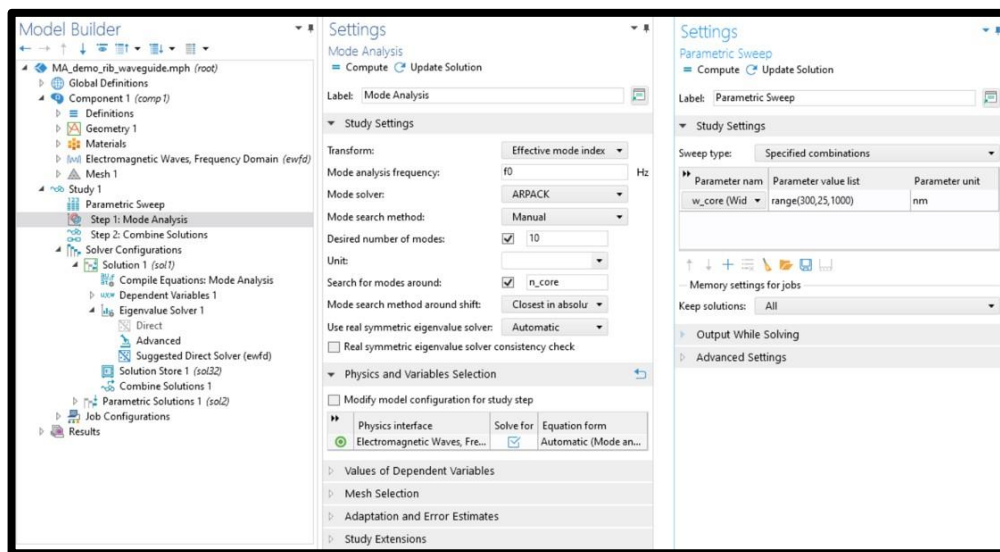 Model Builder
MA_demo_rib_waveguide.mph (root)
Global Definitions
Component 1 (comp1)
Definitions
Geometry 1
Materials
Electromagnetic Waves, Frequency Domain (ewfd)
Mesh 1
Study 1
Parametric Sweep
Step 1: Mode Analysis
Step 2: Combine Solutions
Solver Configurations
Solution 1 (sol1)
Compile Equations: Mode Analysis
Dependent Variables 1
Eigenvalue Solver 1
Direct
Advanced
Suggested Direct Solver (ewfd)
Solution Store 1 (sol32)
Combine Solutions 1
Parametric Solutions 1 (sol2)
Job Configurations
Results
Settings
Mode Analysis
= Compute Update Solution
Label: Mode Analysis
Study Settings
Transform: Effective mode index
Mode analysis frequency: f0 Hz
Mode solver: ARPACK
Mode search method: Manual
Desired number of modes: 10
Unit:
Search for modes around: n_core
Mode search method around shift: Closest in absolu
Use real symmetric eigenvalue solver: Automatic
Real symmetric eigenvalue solver consistency check
Physics and Variables Selection
Modify model configuration for study step
Physics interface Solve for Equation form
Electromagnetic Waves, Fre... Automatic (Mode an...
Values of Dependent Variables
Mesh Selection
Adaptation and Error Estimates
Study Extensions
Settings
Parametric Sweep
= Compute Update Solution
Label: Parametric Sweep
Study Settings
Sweep type: Specified combinations
Parameter nam Parameter value list Parameter unit
w_core (Wid range(300,25,1000) nm
Memory settings for jobs
Keep solutions: All
Output While Solving
Advanced Settings